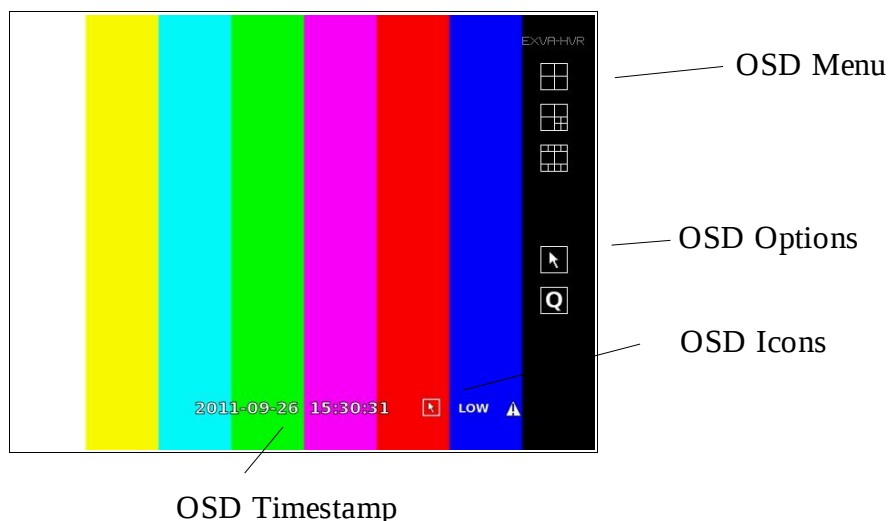 EXVA-HVR
OSD Menu
OSD Options
Q
OSD Icons
2011-09-26 15:30:31 LOW
OSD Timestamp